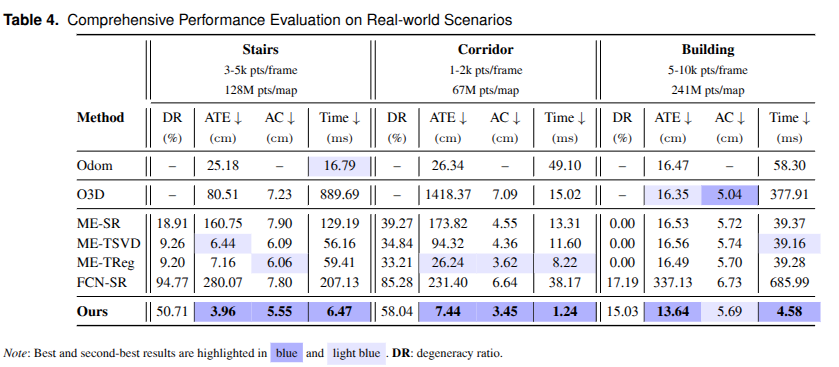 Table 4. Comprehensive Performance Evaluation on Real-world Scenarios
Stairs Corridor Building
3-5k pts/frame 1-2k pts/frame 5-10k pts/frame
128M pts/map 67M pts/map 241M pts/map
Method DR ATE ↓ AC ↓ Time ↓ DR ATE ↓ AC ↓ Time ↓ DR ATE ↓ AC ↓ Time ↓
(%) (cm) (cm) (ms) (%) (cm) (cm) (ms) (%) (cm) (cm) (ms)
Odom – 25.18 – 16.79 – 26.34 – 49.10 – 16.47 – 58.30
O3D – 80.51 7.23 889.69 – 1418.37 7.09 15.02 – 16.35 5.04 377.91
ME-SR 18.91 160.75 7.90 129.19 39.27 173.82 4.55 13.31 0.00 16.53 5.72 39.37
ME-TSVD 9.26 6.44 6.09 56.16 34.84 94.32 4.36 11.60 0.00 16.56 5.74 39.16
ME-TReg 9.20 7.16 6.06 59.41 33.21 26.24 3.62 8.22 0.00 16.49 5.70 39.28
FCN-SR 94.77 280.07 7.80 207.13 85.28 231.40 6.64 38.17 17.19 337.13 6.73 685.99
Ours 50.71 3.96 5.55 6.47 58.04 7.44 3.45 1.24 15.03 13.64 5.69 4.58
Note: Best and second-best results are highlighted in blue and light blue . DR: degeneracy ratio.